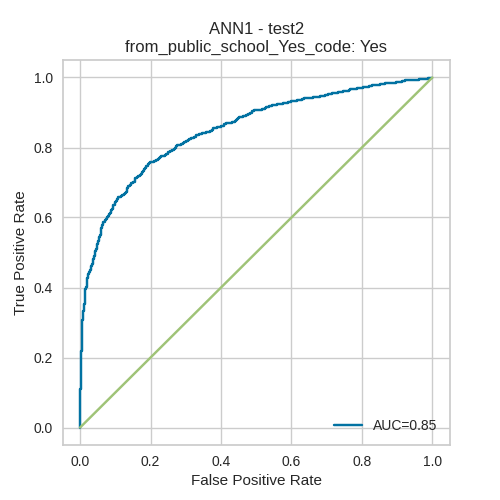 ANN1 - test2
from_public_school_Yes_code: Yes
True Positive Rate
1.0
0.8
0.6
0.4
0.2
0.0
AUC=0.85
0.0 0.2 0.4 0.6 0.8 1.0
False Positive Rate